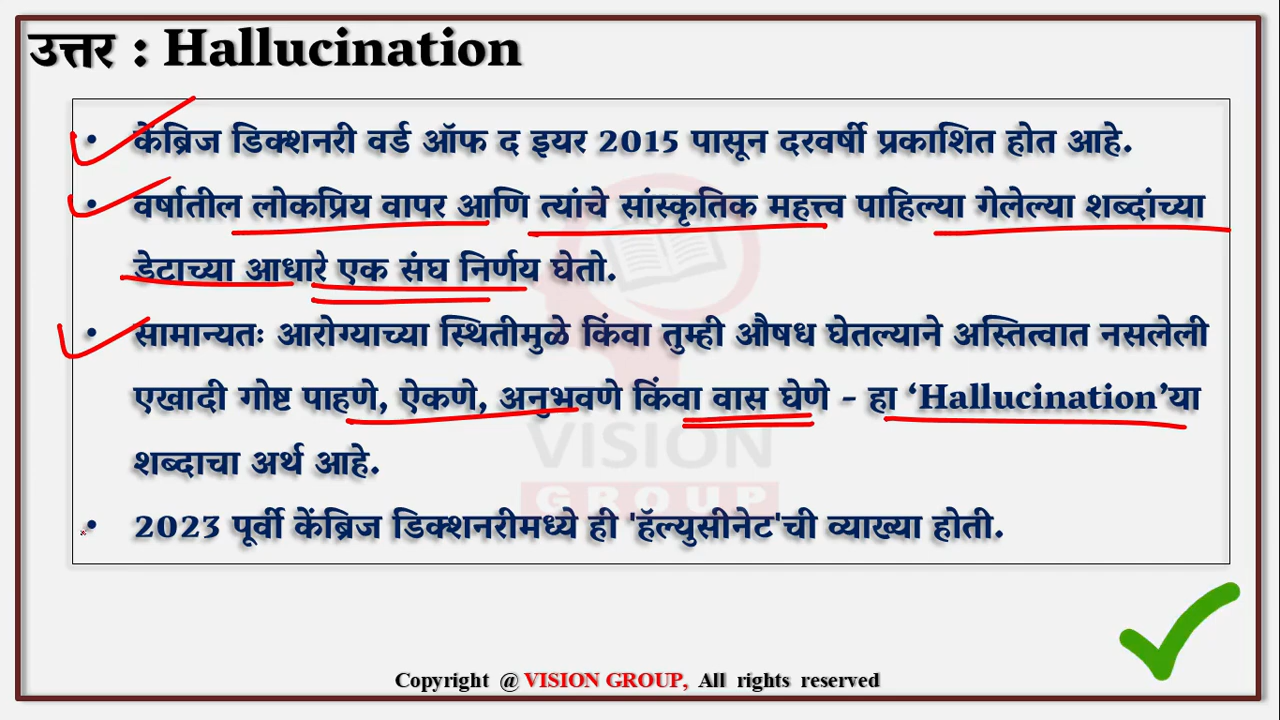 उत्तर : Hallucination
• केंब्रिज डिक्शनरी वर्ड ऑफ द इयर 2015 पासून दरवर्षी प्रकाशित होत आहे.
• वर्षातील लोकप्रिय वापर आणि त्यांचे सांस्कृतिक महत्त्व पाहिल्या गेलेल्या शब्दांच्या
डेटाच्या आधारे एक संघ निर्णय घेतो.
• सामान्यतः आरोग्याच्या स्थितीमुळे किंवा तुम्ही औषध घेतल्याने अस्तित्वात नसलेली
एखादी गोष्ट पाहणे, ऐकणे, अनुभवणे किंवा वास घेणे - हा ‘Hallucination’या
शब्दाचा अर्थ आहे.
VISION
GROUP
• 2023 पूर्वी केंब्रिज डिक्शनरीमध्ये ही 'हॅल्युसीनेट'ची व्याख्या होती.
Copyright @ VISION GROUP, All rights reserved